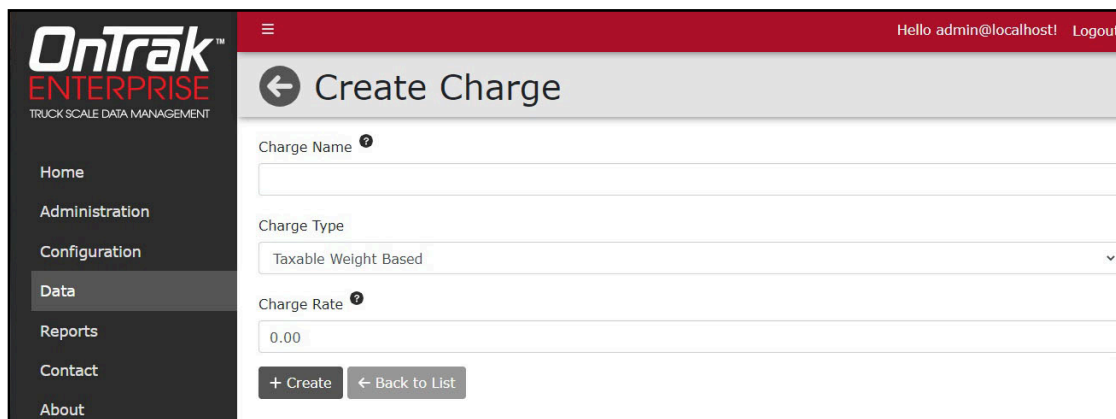 OnTrak™
ENTERPRISE
TRUCK SCALE DATA MANAGEMENT
Home
Administration
Configuration
Data
Reports
Contact
About
Hello admin@localhost! Logout
Create Charge
Charge Name
Charge Type
Taxable Weight Based
Charge Rate
0.00
+ Create
← Back to List